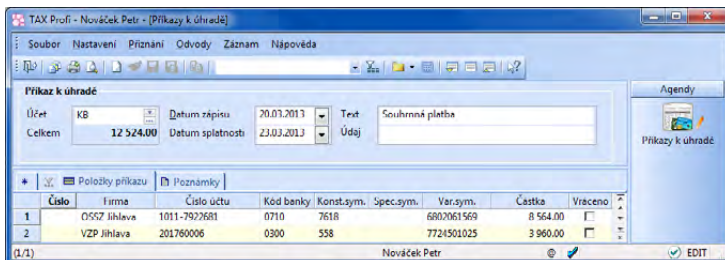 TAX Profi - Nováček Petr - [Příkazy k úhradě]
Soubor Nastavení Přiznání Odvody Záznam Nápověda
Příkaz k úhradě
Agendy
Účet KB Datum zápisu 20.03.2013 Text Souhrnná platba
Celkem 12 524.00 Datum splatnosti 23.03.2013 Údaj
Příkazy k úhradě
Položky příkazu Poznámky
Číslo Firma Číslo účtu Kód banky Konst.sym. Spec.sym. Var.sym. Částka Vráceno
1 OSSZ Jihlava 1011-7922681 0710 7618 6802061569 8 564.00
2 VZP Jihlava 201760006 0300 558 7724501025 3 960.00
(1/1) Nováček Petr @ EDIT